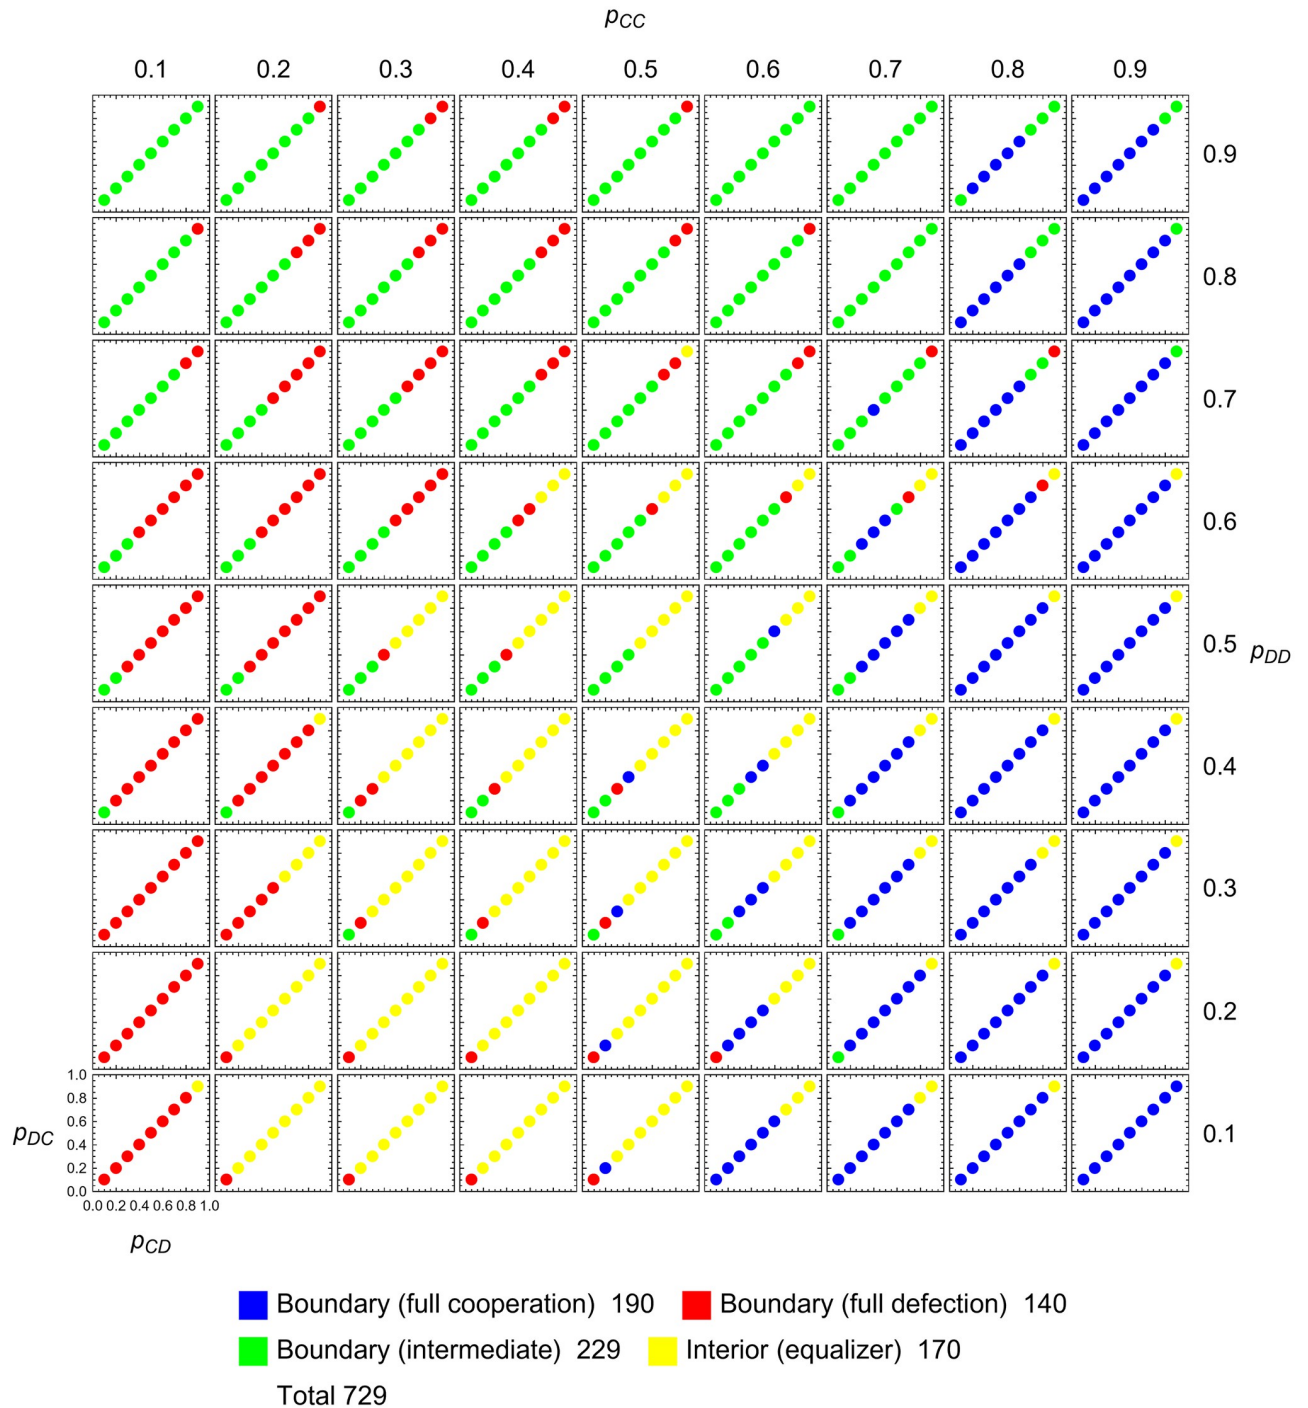 pCC
0.1 0.2 0.3 0.4 0.5 0.6 0.7 0.8 0.9
0.9
0.8
0.7
0.6
0.5
pDD
0.4
0.3
0.2
1.0
0.8
0.6
pDC
0.1
0.4
0.2
0.0
0.0 0.2 0.4 0.6 0.8 1.0
pCD
Boundary (full cooperation) 190 Boundary (full defection) 140
Boundary (intermediate) 229 Interior (equalizer) 170
Total 729